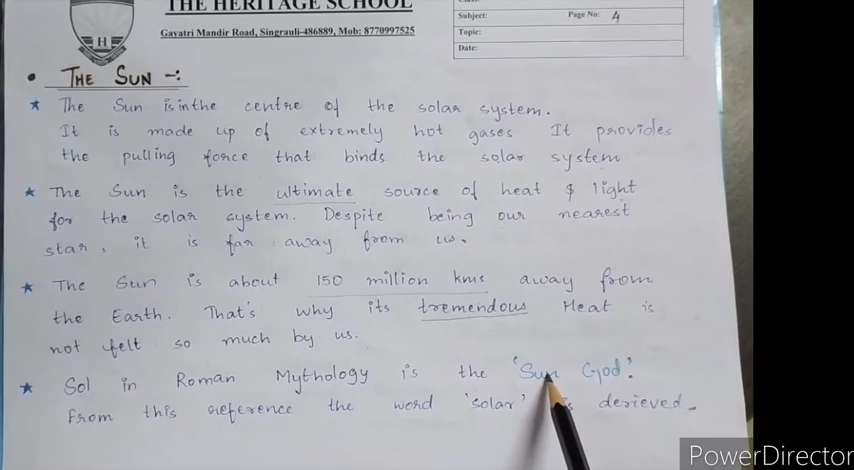 THE HERITAGE SCHOOL
Gayatri Mandir Road, Singrauli-486889, Mob: 8770997525
Subject:
Page No: 4
Topic:
Date:
H
• THE SUN -:
★ The Sun is in the centre of the solar system.
It is made up of extremely hot gases It provides
the pulling force that binds the solar system
★ The Sun is the ultimate source of heat & light
for the solar system. Despite being our nearest
star, it is far away from us.
★ The Sun is about 150 million kms away from
the Earth. That's why its tremendous Heat is
not felt so much by us.
★ Sol in Roman Mythology is the 'Sun God'.
From this reference the word 'solar' is derieved.
PowerDirector